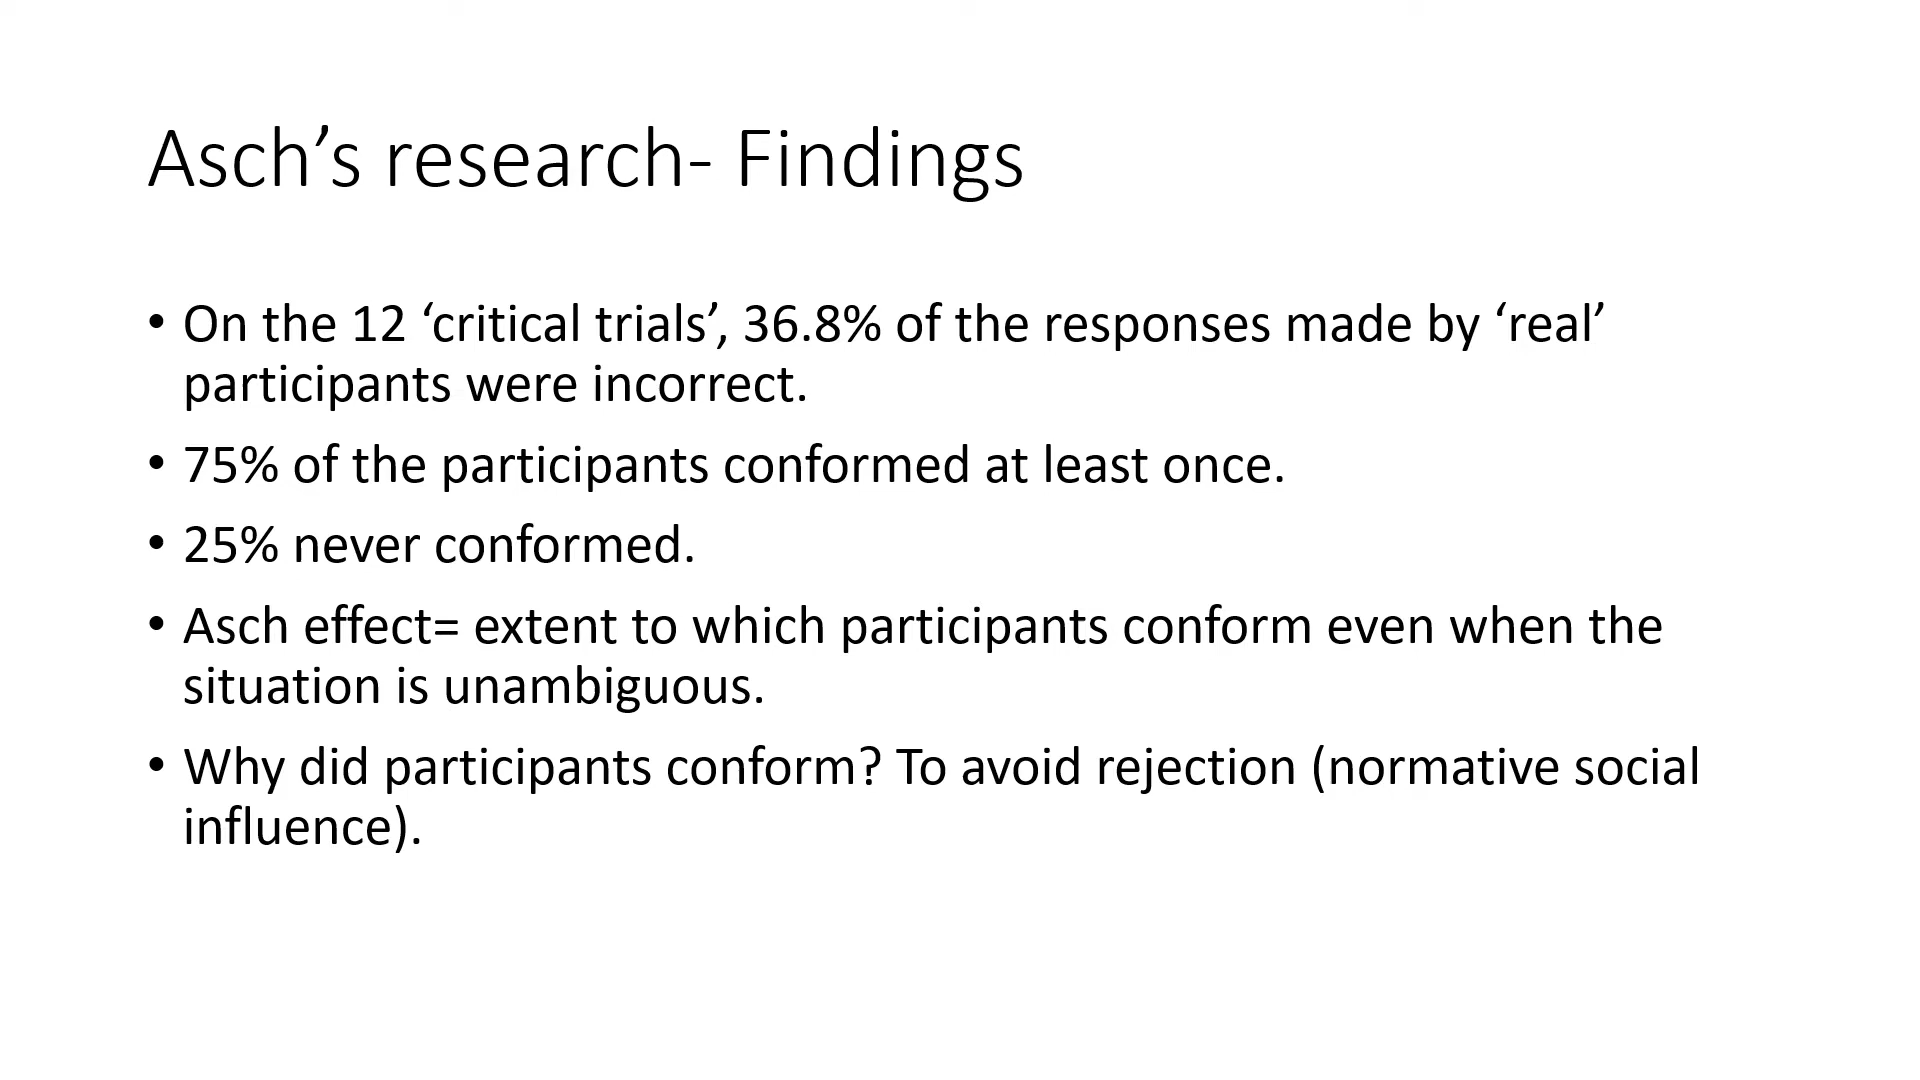 Asch’s research- Findings
• On the 12 ‘critical trials’, 36.8% of the responses made by ‘real’
participants were incorrect.
• 75% of the participants conformed at least once.
• 25% never conformed.
• Asch effect= extent to which participants conform even when the
situation is unambiguous.
• Why did participants conform? To avoid rejection (normative social
influence).